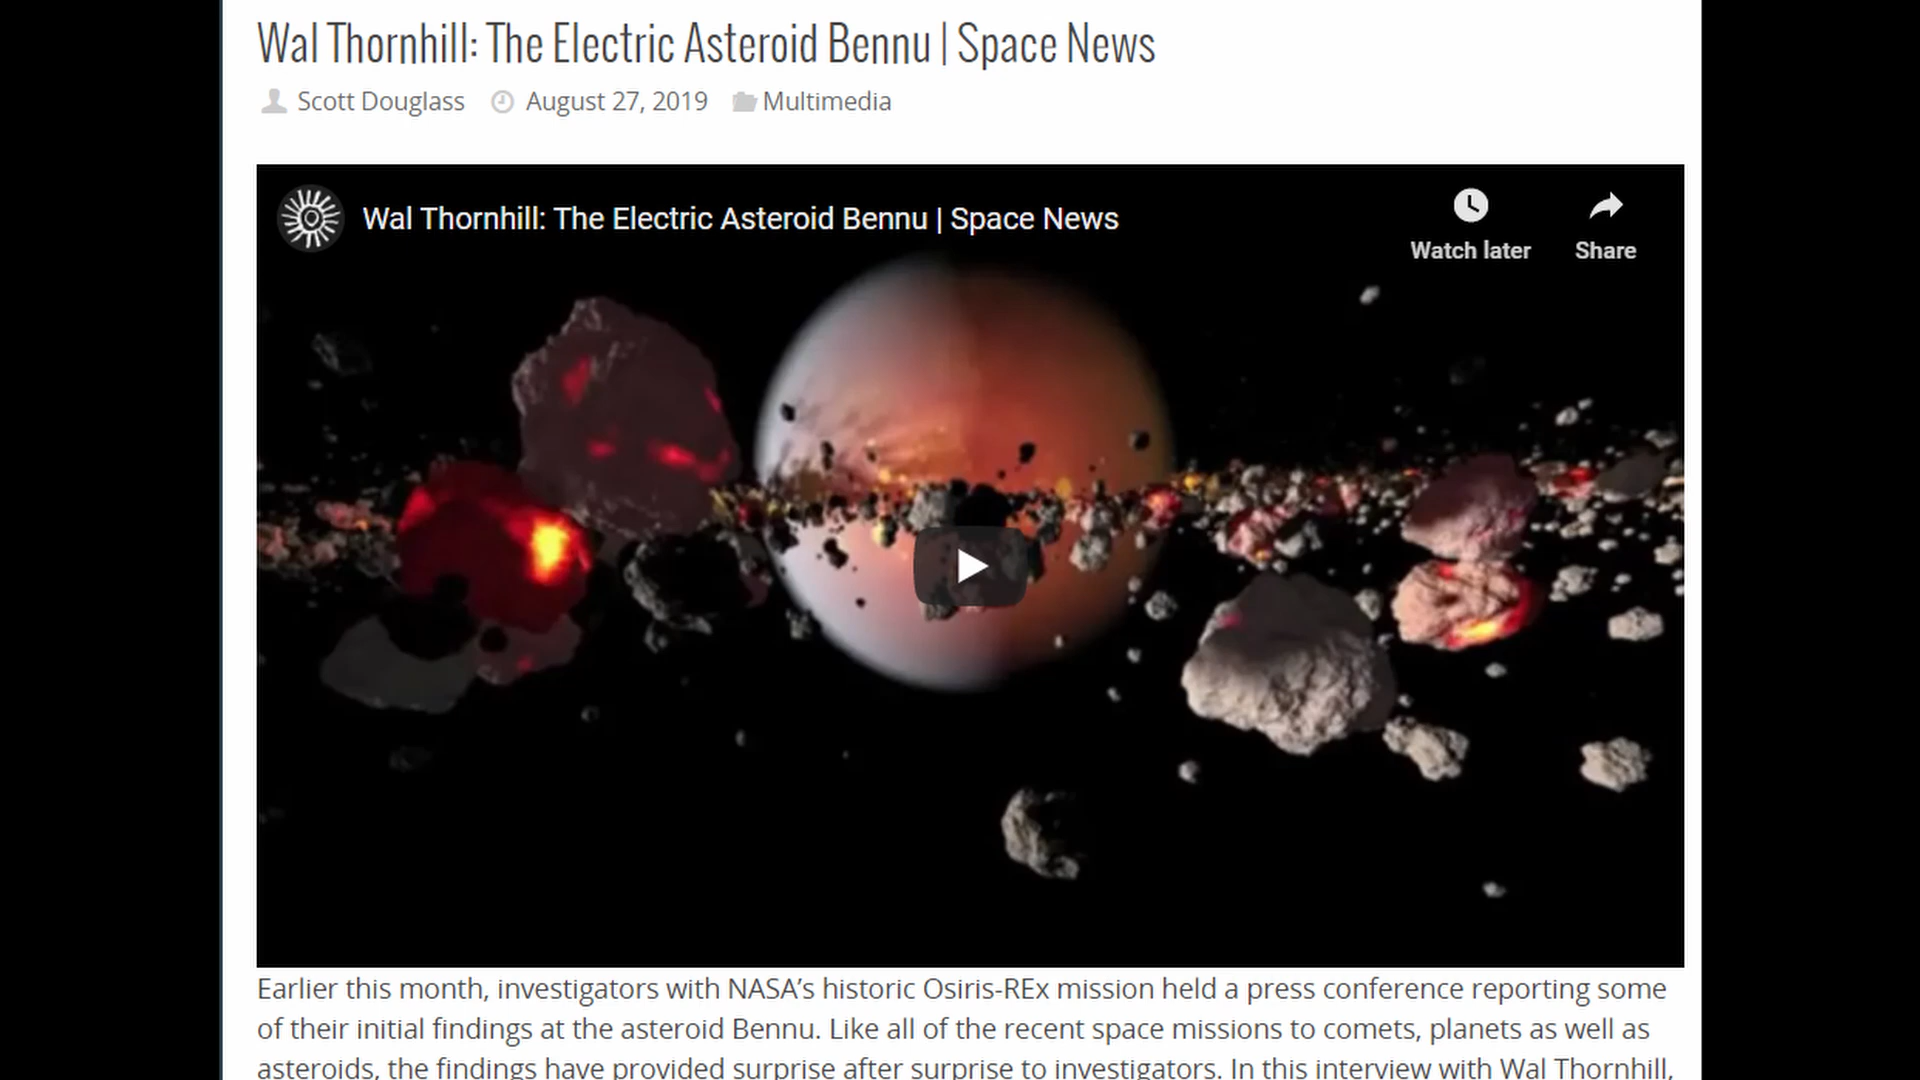 Wal Thornhill: The Electric Asteroid Bennu | Space News
Scott Douglass August 27, 2019 Multimedia
Wal Thornhill: The Electric Asteroid Bennu | Space News
Watch later Share
Earlier this month, investigators with NASA’s historic Osiris-REx mission held a press conference reporting some
of their initial findings at the asteroid Bennu. Like all of the recent space missions to comets, planets as well as
asteroids, the findings have provided surprise after surprise to investigators. In this interview with Wal Thornhill,